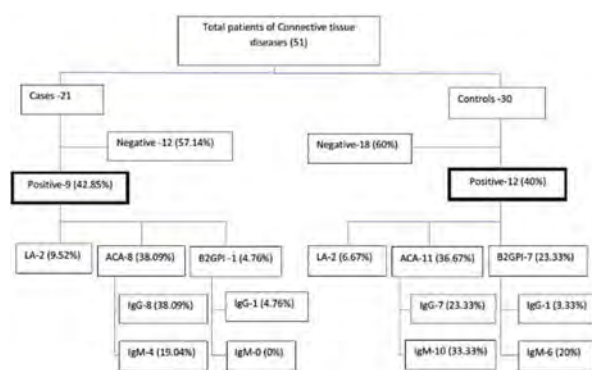 Total patients of Connective tissue
diseases (51)
Cases -21
Controls -30
Negative -12 (57.14%)
Negative-18 (60%)
Positive-9 (42.85%)
Positive-12 (40%)
LA-2 (9.52%)
ACA-8 (38.09%)
B2GPI -1 (4.76%)
LA-2 (6.67%)
ACA-11 (36.67%)
B2GPI-7 (23.33%)
IgG-8 (38.09%)
IgG-1 (4.76%)
IgG-7 (23.33%)
IgG-1 (3.33%)
IgM-4 (19.04%)
IgM-0 (0%)
IgM-10 (33.33%)
IgM-6 (20%)